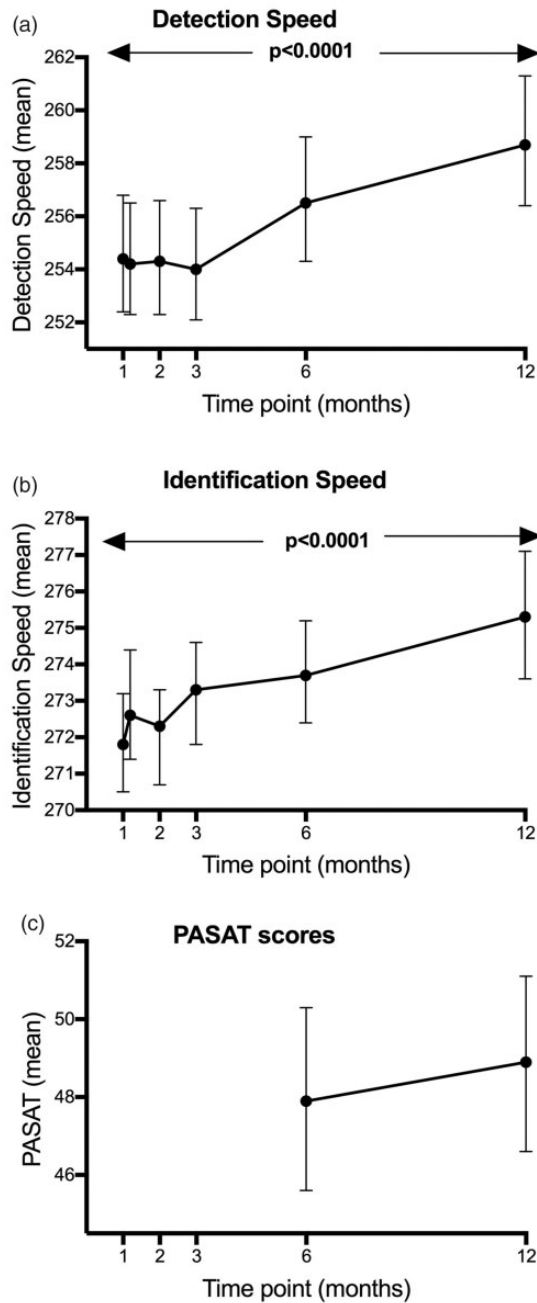 (a)
Detection Speed
p<0.0001
262
260
258
256
254
252
Detection Speed (mean)
1 2 3 6 12
Time point (months)
(b)
Identification Speed
p<0.0001
278
277
276
275
274
273
272
271
270
Identification Speed (mean)
1 2 3 6 12
Time point (months)
(c)
PASAT scores
52
50
48
46
PASAT (mean)
1 2 3 6 12
Time point (months)